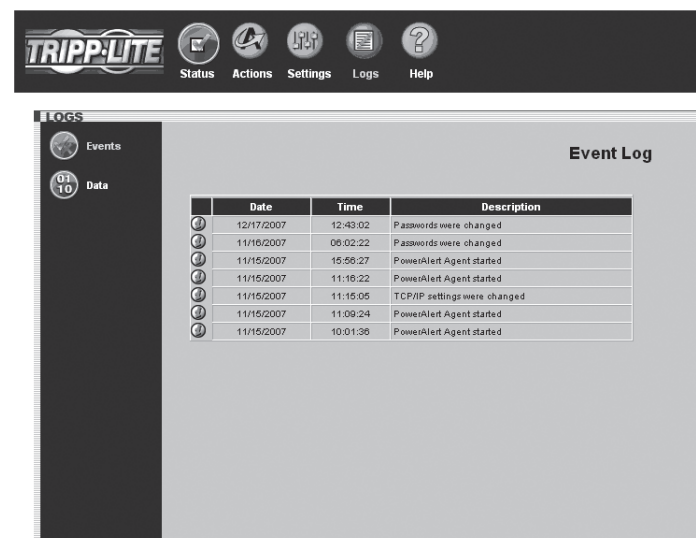 TRIPP·LITE
Status Actions Settings Logs Help
LOGS
Events
01
10
Data
Event Log
Date Time Description
12/17/2007 12:43:02 Passwords were changed
11/16/2007 06:02:22 Passwords were changed
11/15/2007 15:56:27 PowerAlert Agent started
11/15/2007 11:16:22 PowerAlert Agent started
11/15/2007 11:15:05 TCP/IP settings were changed
11/15/2007 11:09:24 PowerAlert Agent started
11/15/2007 10:01:36 PowerAlert Agent started